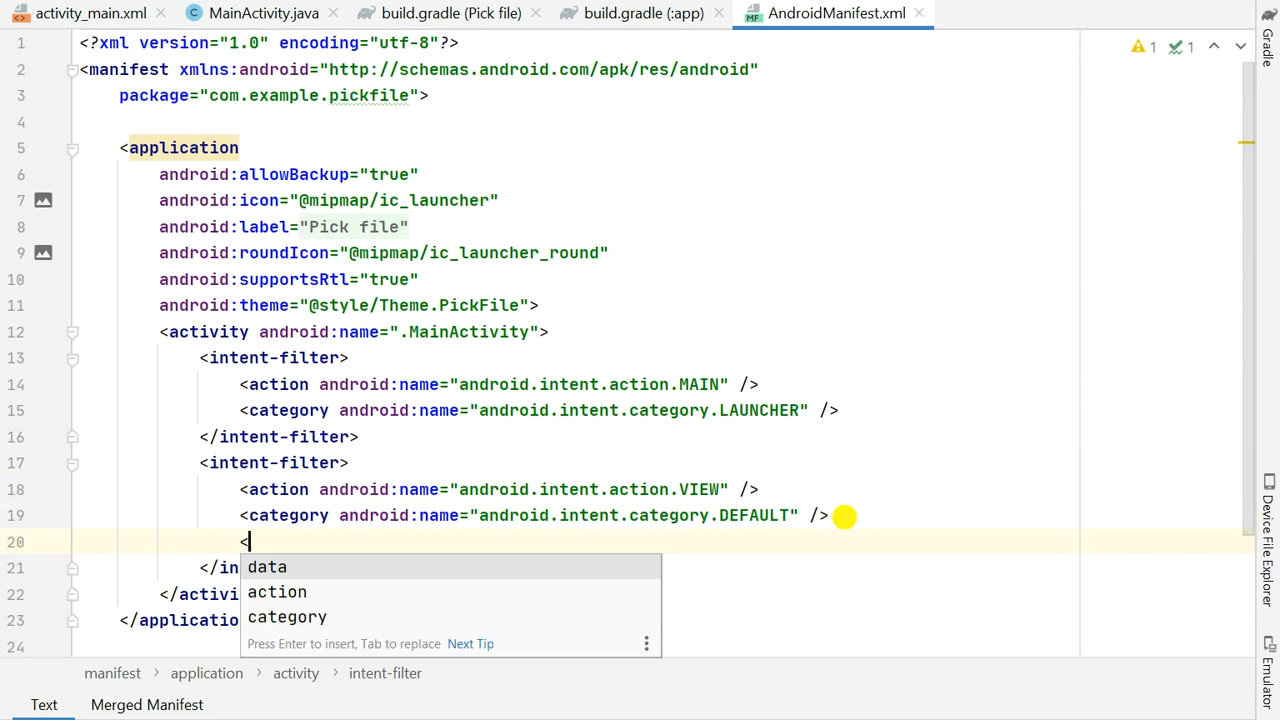 activity_main.xml MainActivity.java build.gradle (Pick file) build.gradle (:app) AndroidManifest.xml
1 <?xml version="1.0" encoding="utf-8"?>
2 <manifest xmlns:android="http://schemas.android.com/apk/res/android"
3 package="com.example.pickfile">
4
5 <application
6 android:allowBackup="true"
7 android:icon="@mipmap/ic_launcher"
8 android:label="Pick file"
9 android:roundIcon="@mipmap/ic_launcher_round"
10 android:supportsRtl="true"
11 android:theme="@style/Theme.PickFile">
12 <activity android:name=".MainActivity">
13 <intent-filter>
14 <action android:name="android.intent.action.MAIN" />
15 <category android:name="android.intent.category.LAUNCHER" />
16 </intent-filter>
17 <intent-filter>
18 <action android:name="android.intent.action.VIEW" />
19 <category android:name="android.intent.category.DEFAULT" />
20 <
21 </in
22 </activi
23 </applicatio
24
data
action
category
Press Enter to insert, Tab to replace Next Tip
1 1
manifest application activity intent-filter
Text Merged Manifest
MF
C
Gradle
Device File Explorer
Emulator